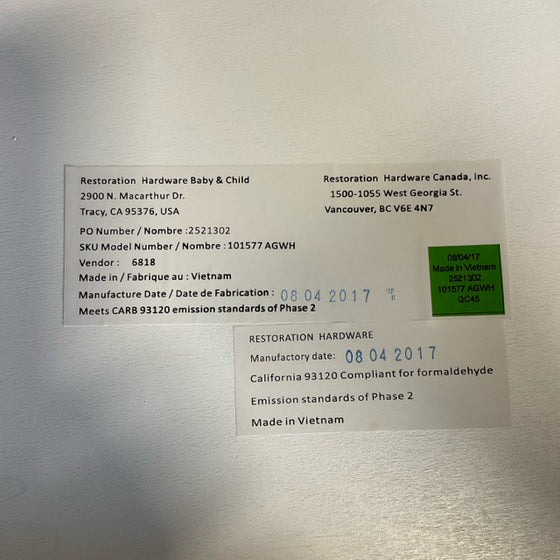 Restoration Hardware Baby & Child
2900 N. Macarthur Dr.
Tracy, CA 95376, USA
Restoration Hardware Canada, Inc.
1500-1055 West Georgia St.
Vancouver, BC V6E 4N7
PO Number / Nombre :2521302
SKU Model Number / Nombre :101577 AGWH
Vendor : 6818
Made in / Fabrique au : Vietnam
Manufacture Date / Date de Fabrication : 08 04 2017
Meets CARB 93120 emission standards of Phase 2
08/04/17
Made in Vietnam
2521302
101577 AGWH
QC45
RESTORATION HARDWARE
Manufactory date: 08 04 2017
California 93120 Compliant for formaldehyde
Emission standards of Phase 2
Made in Vietnam